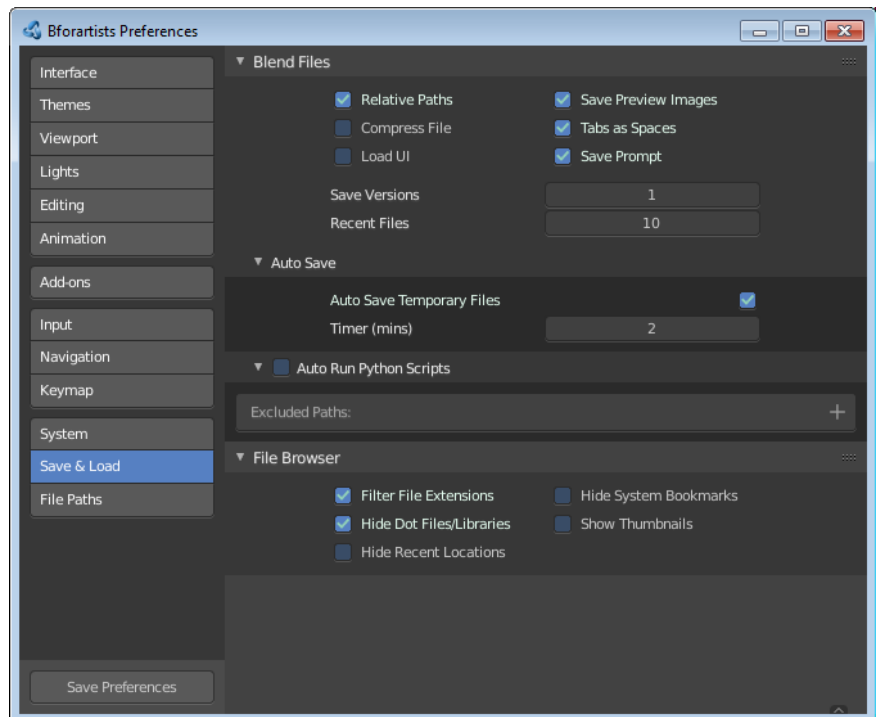 Bforartists Preferences
Interface
Themes
Viewport
Lights
Editing
Animation
Add-ons
Input
Navigation
Keymap
System
Save & Load
File Paths
Save Preferences
Blend Files
Relative Paths Save Preview Images
Compress File Tabs as Spaces
Load UI Save Prompt
Save Versions 1
Recent Files 10
Auto Save
Auto Save Temporary Files
Timer (mins) 2
Auto Run Python Scripts
Excluded Paths:
File Browser
Filter File Extensions Hide System Bookmarks
Hide Dot Files/Libraries Show Thumbnails
Hide Recent Locations